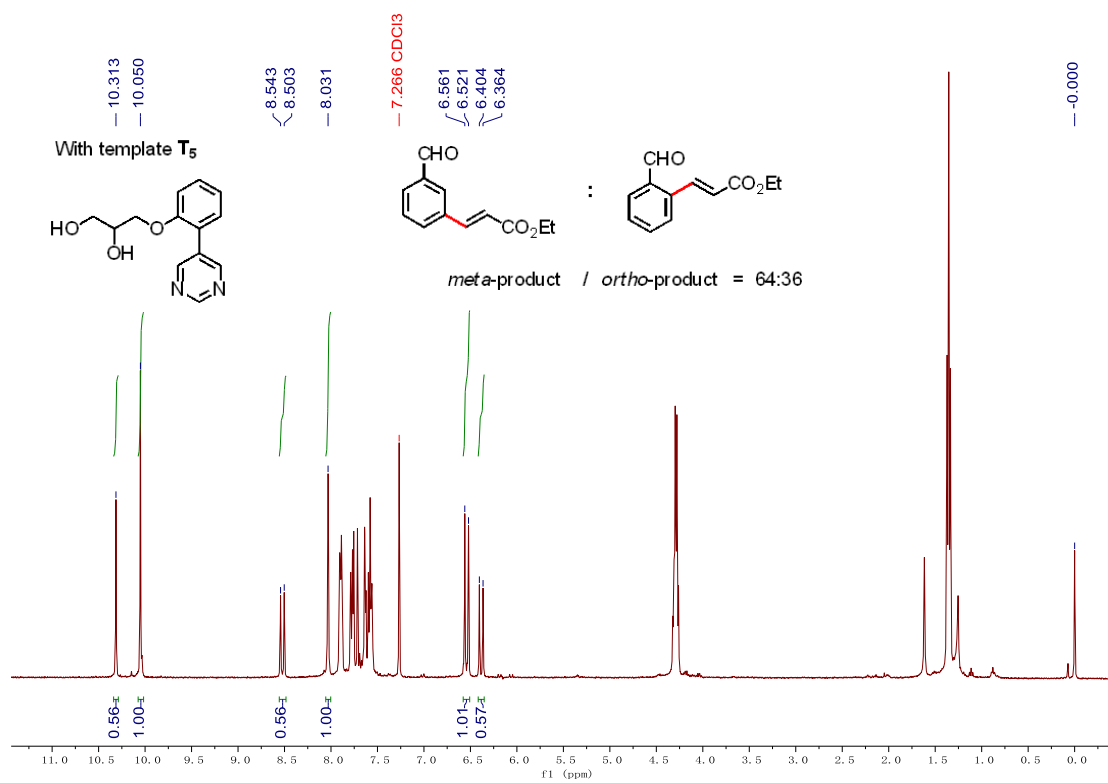 10.313
10.050
8.543
8.503
8.031
7.266 CDCl3
6.561
6.521
6.404
6.364
-0.000
With template T5
HO
OH
O
N
N
CHO
CO2Et
:
CHO
CO2Et
meta-product / ortho-product = 64:36
0.56
1.00
0.56
1.00
1.01
0.57
11.0 10.5 10.0 9.5 9.0 8.5 8.0 7.5 7.0 6.5 6.0 5.5 5.0 4.5 4.0 3.5 3.0 2.5 2.0 1.5 1.0 0.5 0.0
f1 (ppm)